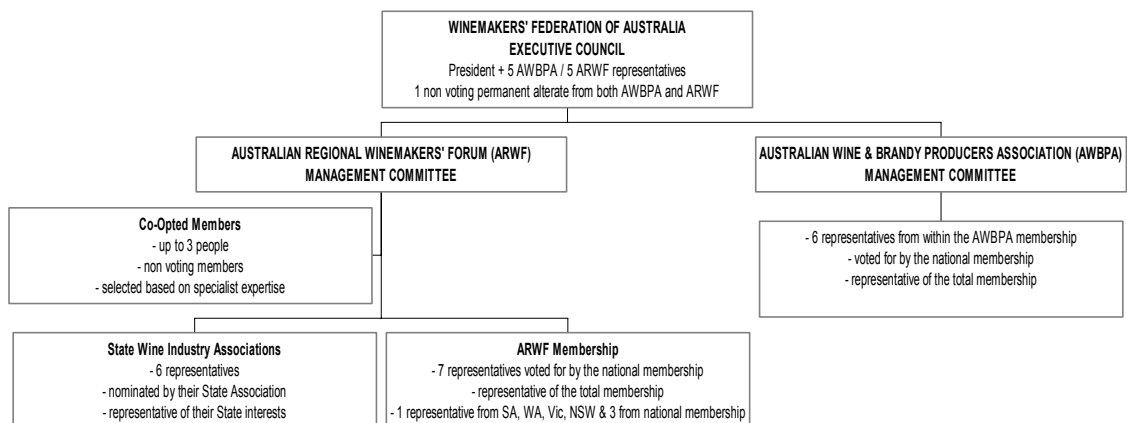 WINEMAKERS' FEDERATION OF AUSTRALIA
EXECUTIVE COUNCIL
President + 5 AWBPA / 5 ARWF representatives
1 non voting permanent alterate from both AWBPA and ARWF
AUSTRALIAN REGIONAL WINEMAKERS' FORUM (ARWF)
MANAGEMENT COMMITTEE
AUSTRALIAN WINE & BRANDY PRODUCERS ASSOCIATION (AWBPA)
MANAGEMENT COMMITTEE
Co-Opted Members
- up to 3 people
- non voting members
- selected based on specialist expertise
- 6 representatives from within the AWBPA membership
- voted for by the national membership
- representative of the total membership
State Wine Industry Associations
- 6 representatives
- nominated by their State Association
- representative of their State interests
ARWF Membership
- 7 representatives voted for by the national membership
- representative of the total membership
- 1 representative from SA, WA, Vic, NSW & 3 from national membership